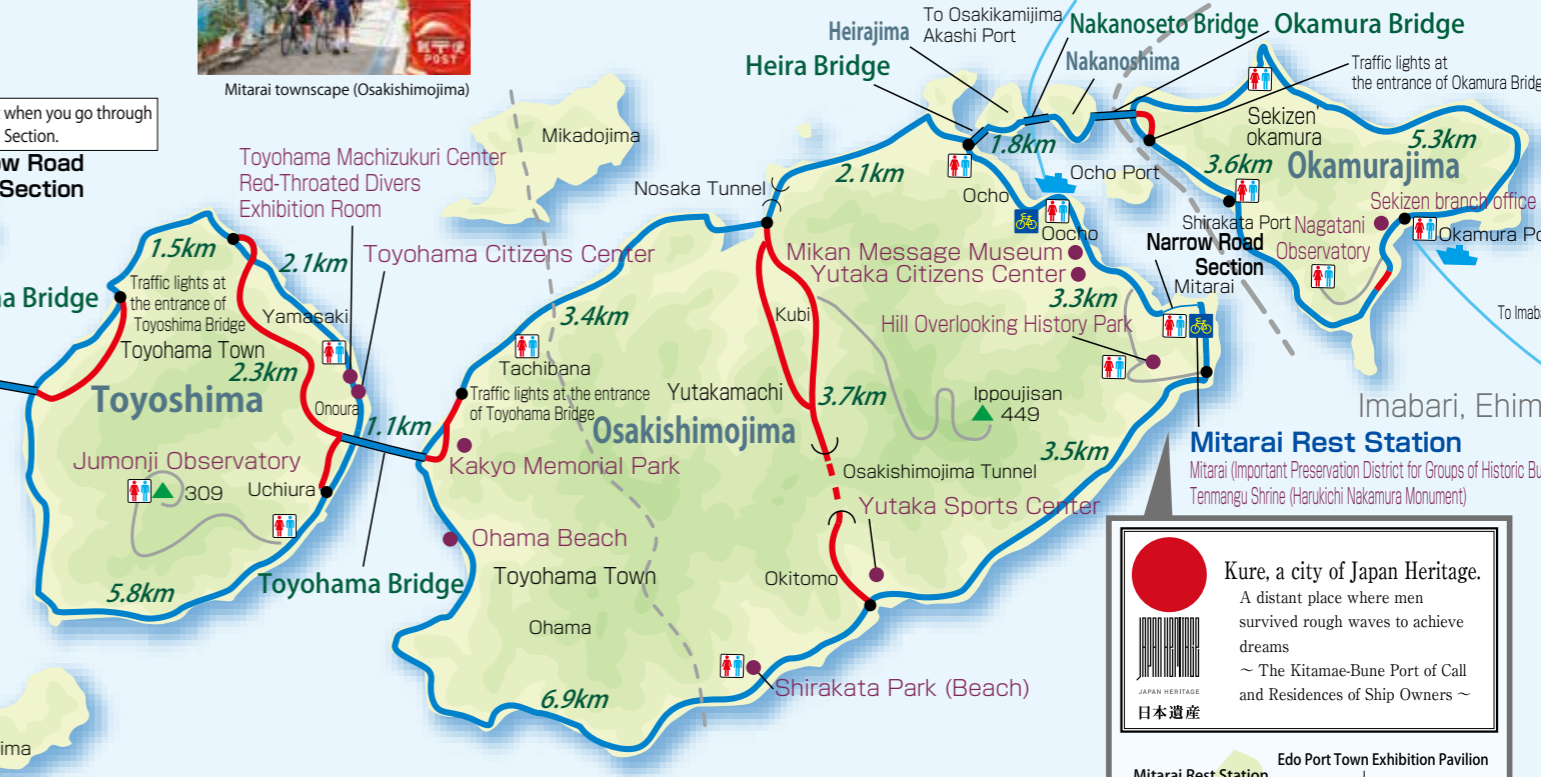 POST
Mitarai townscape (Osakishimojima)
when you go through
Section.
Road
Section
To Osakikamijima
Akashi Port
Heirajima
Nakanoseto Bridge
Okamura Bridge
Heira Bridge
Nakanoshima
Traffic lights at
the entrance of Okamura
Sekizen
okamura
5.3km
Okamurajima
3.6km
1.8km
2.1km
Mikadojima
Nosaka Tunnel
Ocho
Ocho Port
Oocho
Shirakata Port
Sekizen branch office
Okamura
Nagatani
Observatory
Narrow Road
Section
Mitarai
Mikan Message Museum
Yutaka Citizens Center
3.3km
To
Toyohama Machizukuri Center
Red-Throated Divers
Exhibition Room
Toyohama Citizens Center
1.5km
2.1km
Bridge
Traffic lights at
the entrance of
Toyoshima Bridge
Yamasaki
Toyohama Town
2.3km
Toyoshima
Onoura
1.1km
Jumonji Observatory
309
Uchiura
5.8km
Toyohama Bridge
3.4km
Tachibana
Traffic lights at the entrance
of Toyohama Bridge
Yutakamachi
Osakishimojima
Kakyo Memorial Park
Kubi
3.7km
Hill Overlooking History Park
Ippoujisan
449
3.5km
Osakishimojima Tunnel
Yutaka Sports Center
Ohama Beach
Toyohama Town
Okitomo
Ohama
Shirakata Park (Beach)
6.9km
Imabari,
Mitarai Rest Station
Mitarai (Important Preservation District for Groups of Historic
Tenmangu Shrine (Harukichi Nakamura Monument)
Kure, a city of Japan Heritage.
A distant place where men
survived rough waves to achieve
dreams
~ The Kitamae-Bune Port of Call
and Residences of Ship Owners ~
JAPAN HERITAGE
日本遺産
Edo Port Town Exhibition Pavilion
Mitarai Rest Station